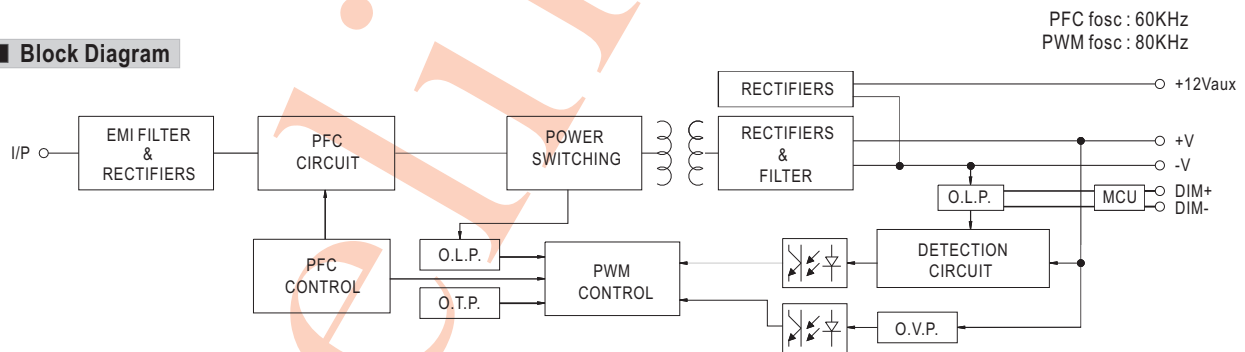 PFC fosc : 60KHz
PWM fosc : 80KHz
Block Diagram
RECTIFIERS
+12Vaux
I/P
EMI FILTER
&
RECTIFIERS
PFC
CIRCUIT
POWER
SWITCHING
RECTIFIERS
&
FILTER
+V
-V
O.L.P.
MCU
DIM+
DIM-
PFC
CONTROL
O.L.P.
O.T.P.
PWM
CONTROL
DETECTION
CIRCUIT
O.V.P.